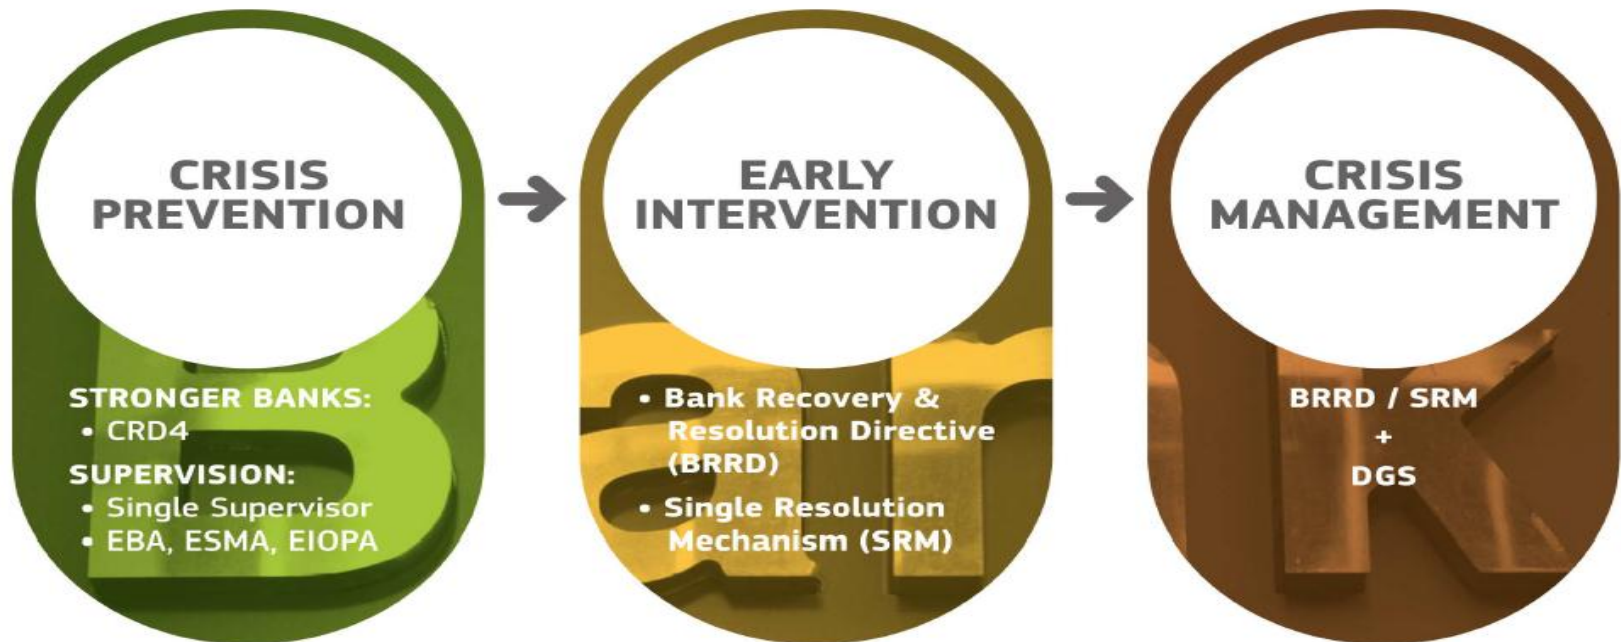 CRISIS
PREVENTION
STRONGER BANKS:
• CRD4
SUPERVISION:
• Single Supervisor
• EBA, ESMA, EIOPA
EARLY
INTERVENTION
• Bank Recovery &
Resolution Directive
(BRRD)
• Single Resolution
Mechanism (SRM)
CRISIS
MANAGEMENT
BRRD / SRM
+
DGS
Bank